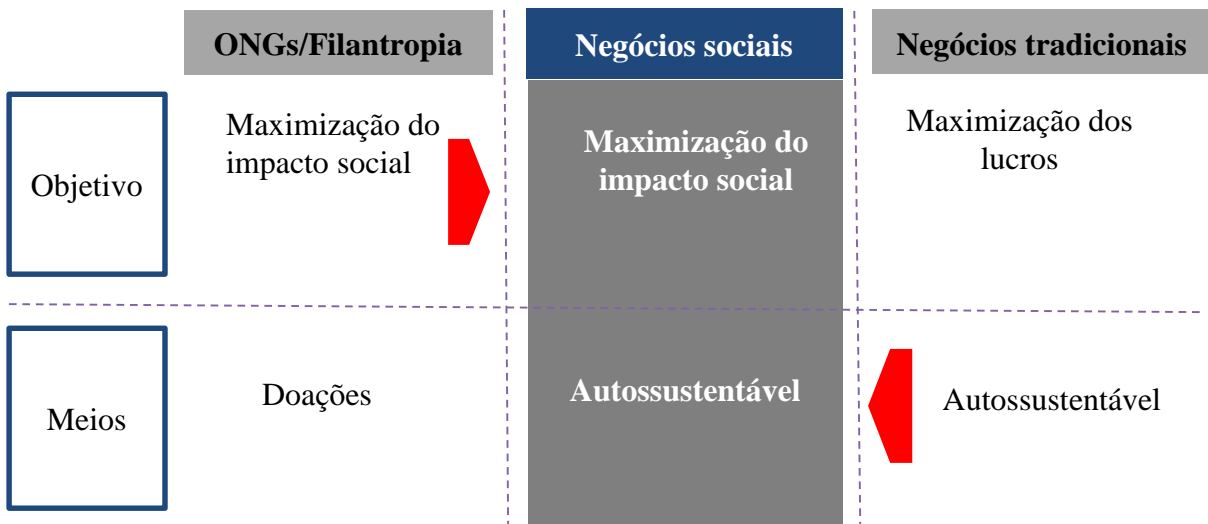 ONGs/Filantropia
Negócios sociais
Negócios tradicionais
Objetivo
Maximização do
impacto social
Maximização do
impacto social
Maximização dos
lucros
Meios
Doações
Autossustentável
Autossustentável